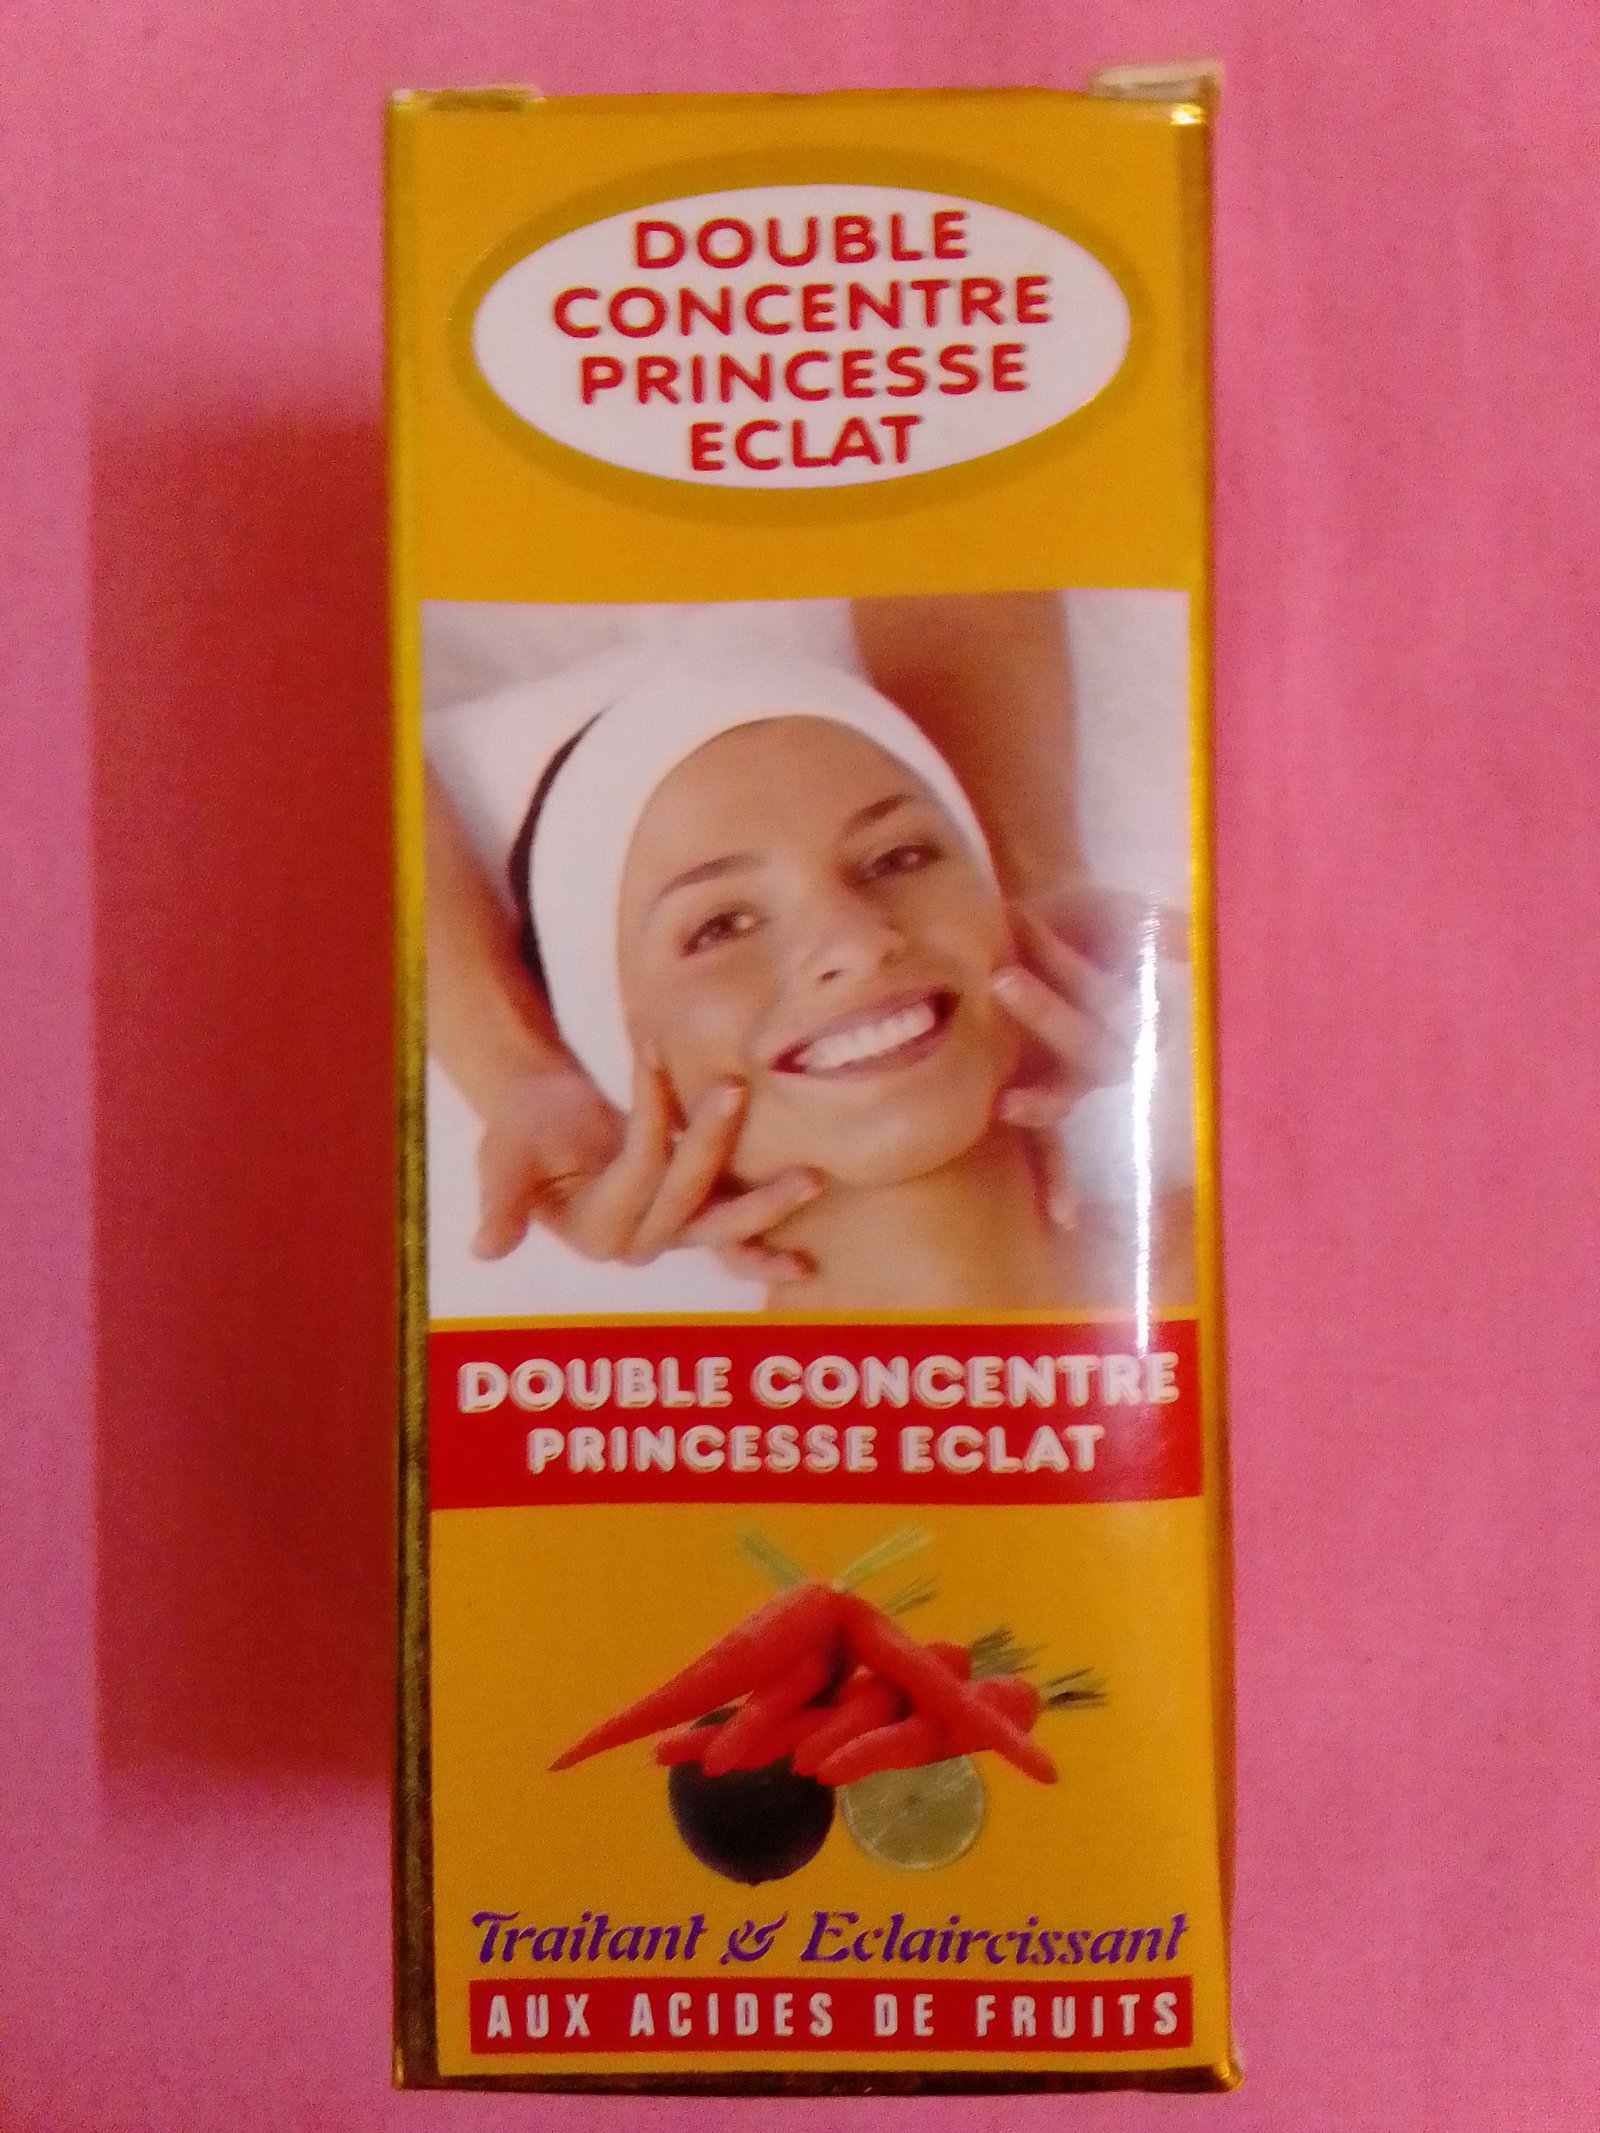 DOUBLE
CONCENTRE
PRINCESSE
ECLAT
DOUBLE CONCENTRE
PRINCESSE ECLAT
Traitant & Eclaircissant
AUX ACIDES DE FRUITS